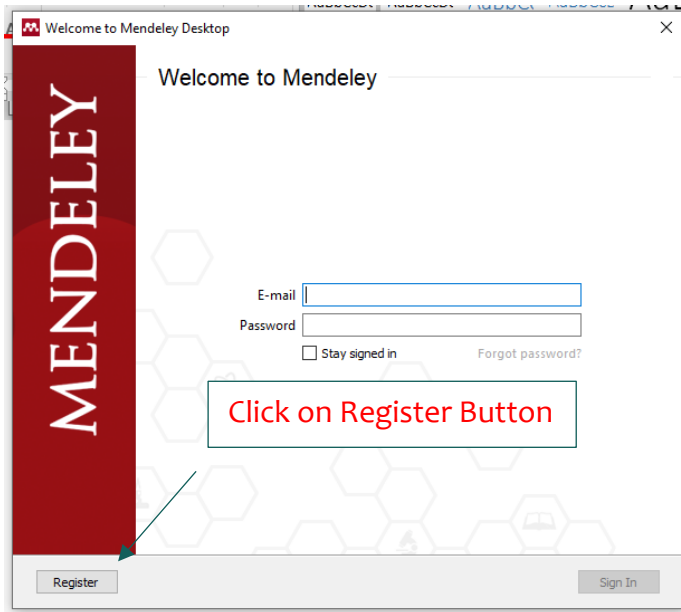 Welcome to Mendeley Desktop
Welcome to Mendeley
MENDELEY
E-mail
Password
Stay signed in
Forgot password?
Click on Register Button
Register
Sign In